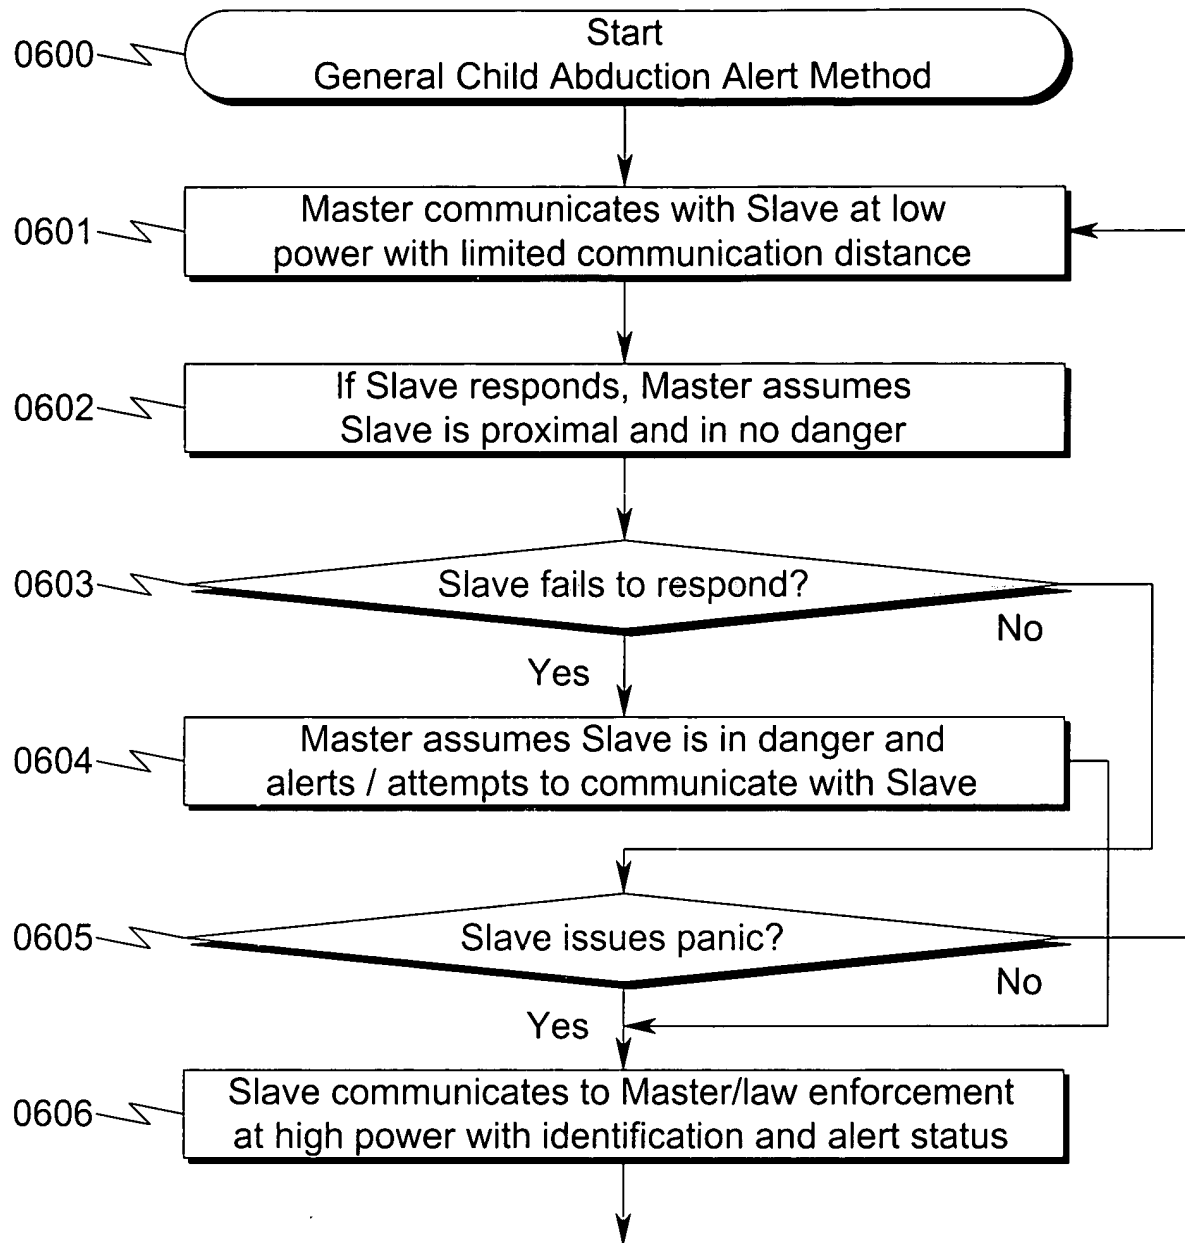 0600
Start
General Child Abduction Alert Method
0601
Master communicates with Slave at low
power with limited communication distance
0602
If Slave responds, Master assumes
Slave is proximal and in no danger
0603
Slave fails to respond?
No
Yes
0604
Master assumes Slave is in danger and
alerts / attempts to communicate with Slave
0605
Slave issues panic?
No
Yes
0606
Slave communicates to Master/law enforcement
at high power with identification and alert status